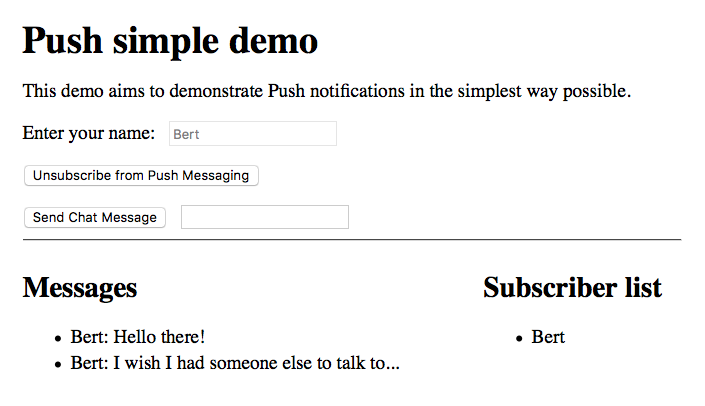 Push simple demo
This demo aims to demonstrate Push notifications in the simplest way possible.
Enter your name: Bert
Unsubscribe from Push Messaging
Send Chat Message
Messages
• Bert: Hello there!
• Bert: I wish I had someone else to talk to...
Subscriber list
• Bert